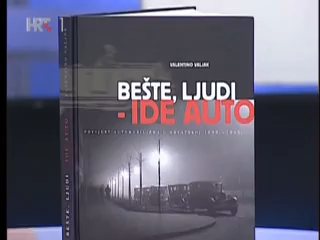 HRT
VALENTINO VALJAK
BEŠTE, LJUDI
- IDE AUTO
BEŠTE, LJUDI - IDE AUTO